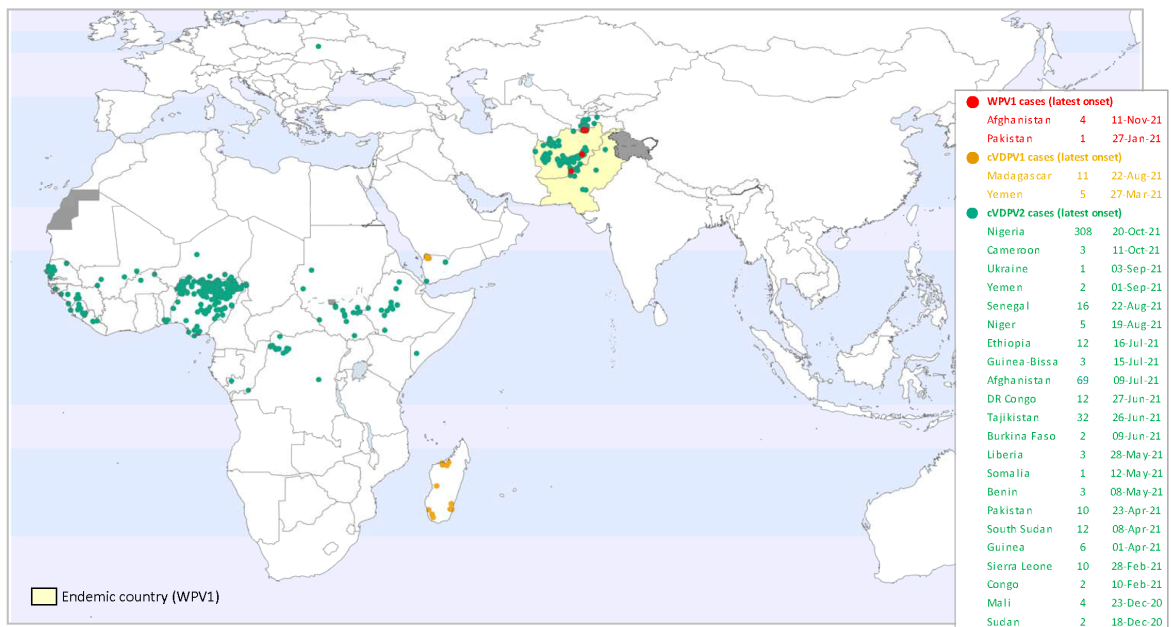 WPV1 cases (latest onset)
Afghanistan 4 11-Nov-21
Pakistan 1 27-Jan-21
cVDPV1 cases (latest onset)
Madagascar 11 22-Aug-21
Yemen 5 27-Mar-21
cVDPV2 cases (latest onset)
Nigeria 308 20-Oct-21
Cameroon 3 11-Oct-21
Ukraine 1 03-Sep-21
Yemen 2 01-Sep-21
Senegal 16 22-Aug-21
Niger 5 19-Aug-21
Ethiopia 12 16-Jul-21
Guinea-Bissa 3 15-Jul-21
Afghanistan 69 09-Jul-21
DR Congo 12 27-Jun-21
Tajikistan 32 26-Jun-21
Burkina Faso 2 09-Jun-21
Liberia 3 28-May-21
Somalia 1 12-May-21
Benin 3 08-May-21
Pakistan 10 23-Apr-21
South Sudan 12 08-Apr-21
Guinea 6 01-Apr-21
Sierra Leone 10 28-Feb-21
Congo 2 10-Feb-21
Mali 4 23-Dec-20
Sudan 2 18-Dec-20
Endemic country (WPV1)